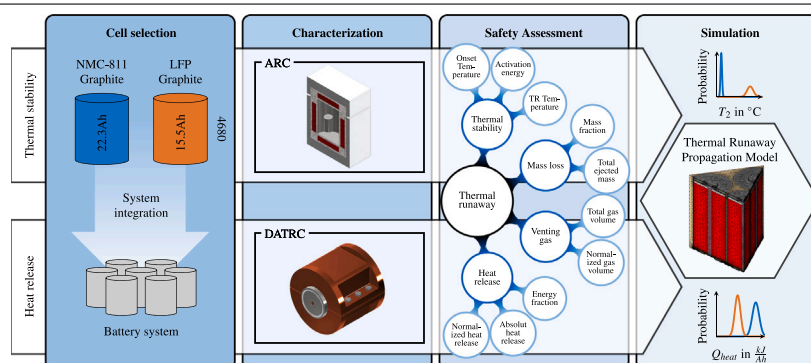 Cell selection
Characterization
Safety Assessment
Simulation
Thermal stability
Heat release
NMC-811
Graphite
LFP
Graphite
22.3Ah
15.5Ah
4680
System
integration
Battery system
ARC
DATRC
Onset
Tem-
perature
Activation
energy
TR Tem-
perature
Thermal
stability
Mass
fraction
Mass loss
Total
ejected
mass
Thermal
runaway
Total gas
volume
Venting
gas
Normal-
ized gas
volume
Heat
release
Energy
fraction
Normal-
ized heat
release
Absolut
heat
release
Probability
T₂ in °C
Thermal Runaway
Propagation Model
Probability
Q_heat in kJ/Ah